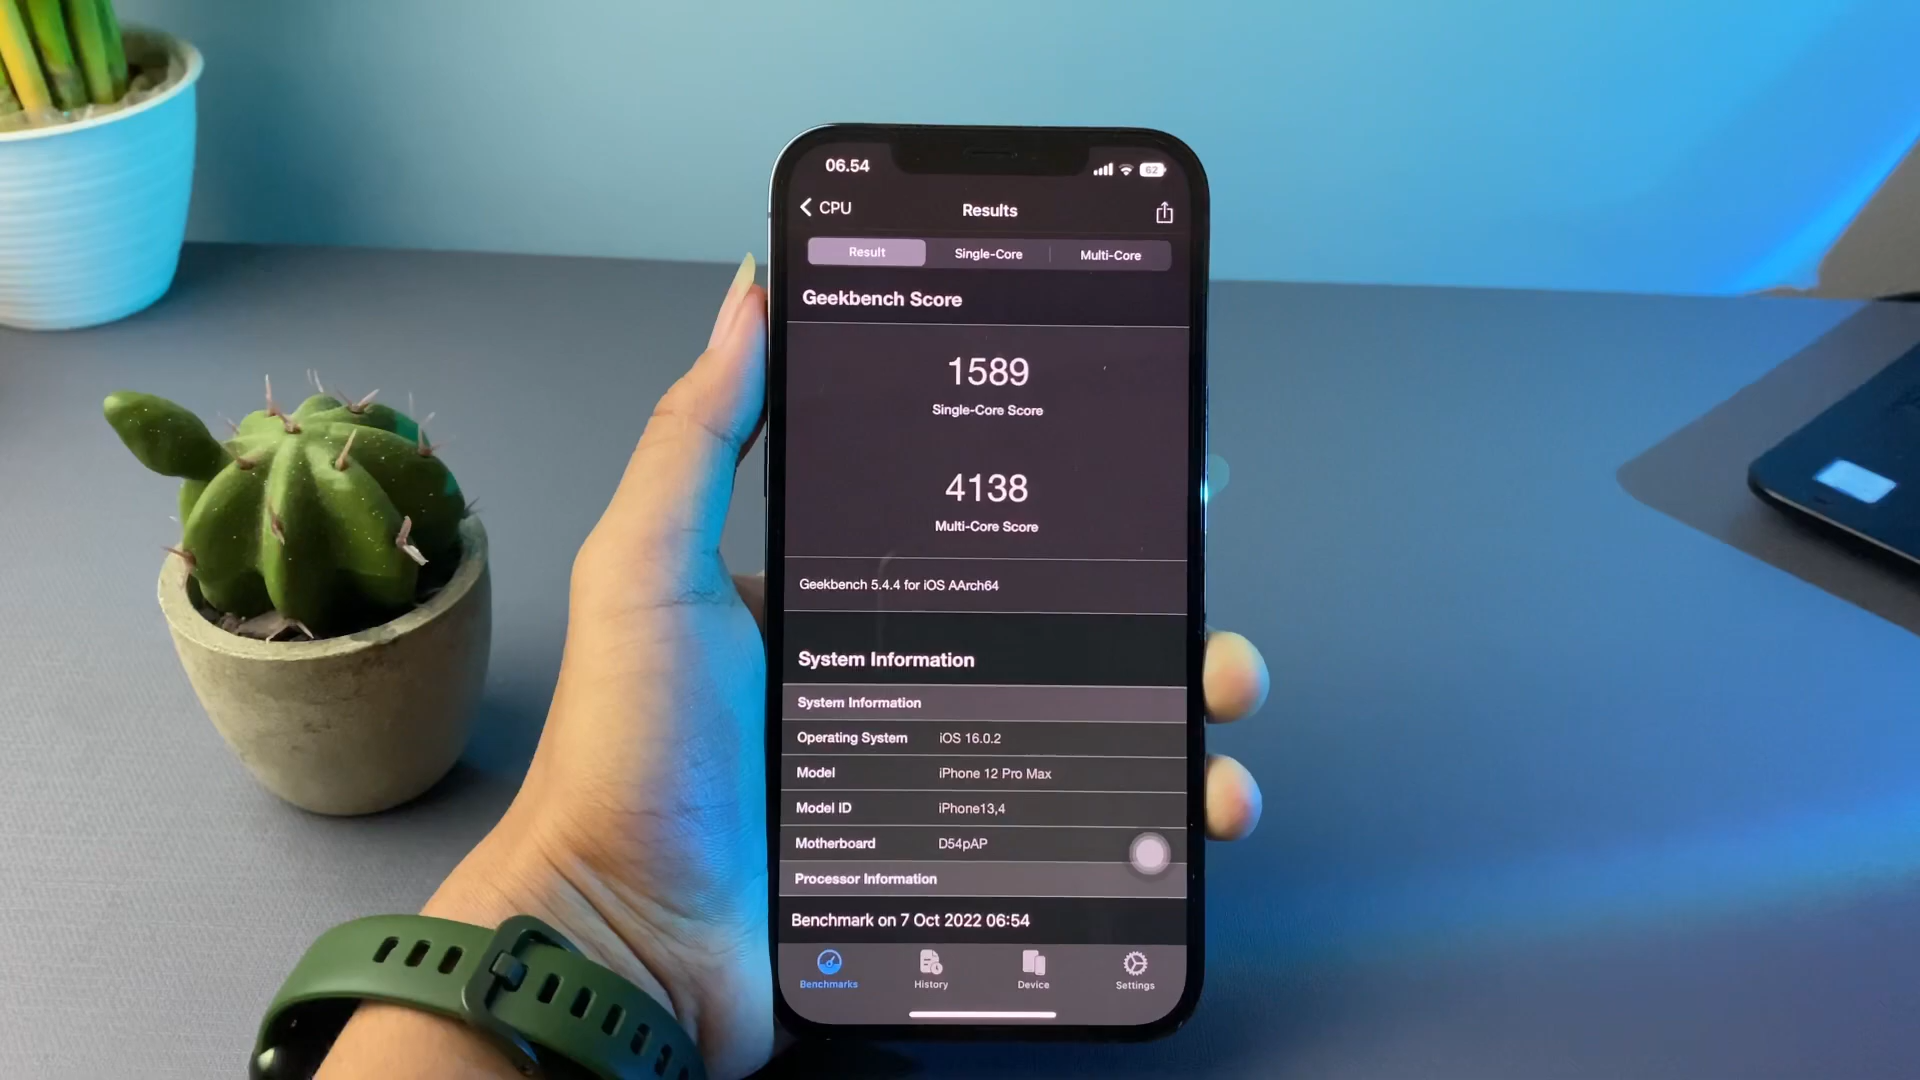 06.54
62
CPU
Results
Result
Single-Core
Multi-Core
Geekbench Score
1589
Single-Core Score
4138
Multi-Core Score
Geekbench 5.4.4 for iOS AArch64
System Information
System Information
Operating System iOS 16.0.2
Model iPhone 12 Pro Max
Model ID iPhone13,4
Motherboard D54pAP
Processor Information
Benchmark on 7 Oct 2022 06:54
Benchmarks
History
Device
Settings